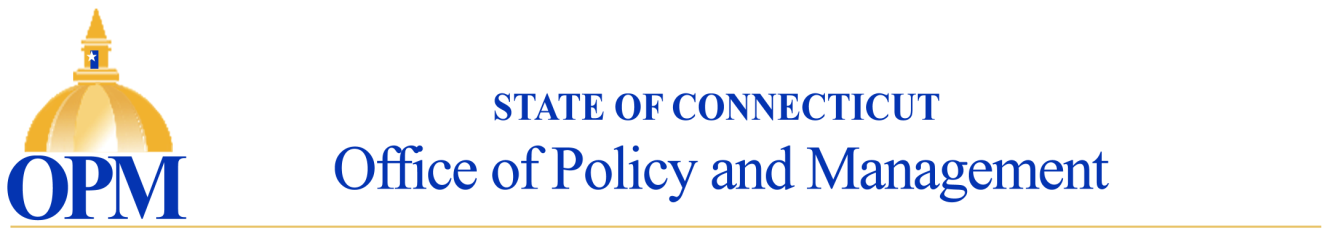 STATE OF CONNECTICUT
OPM
Office of Policy and Management